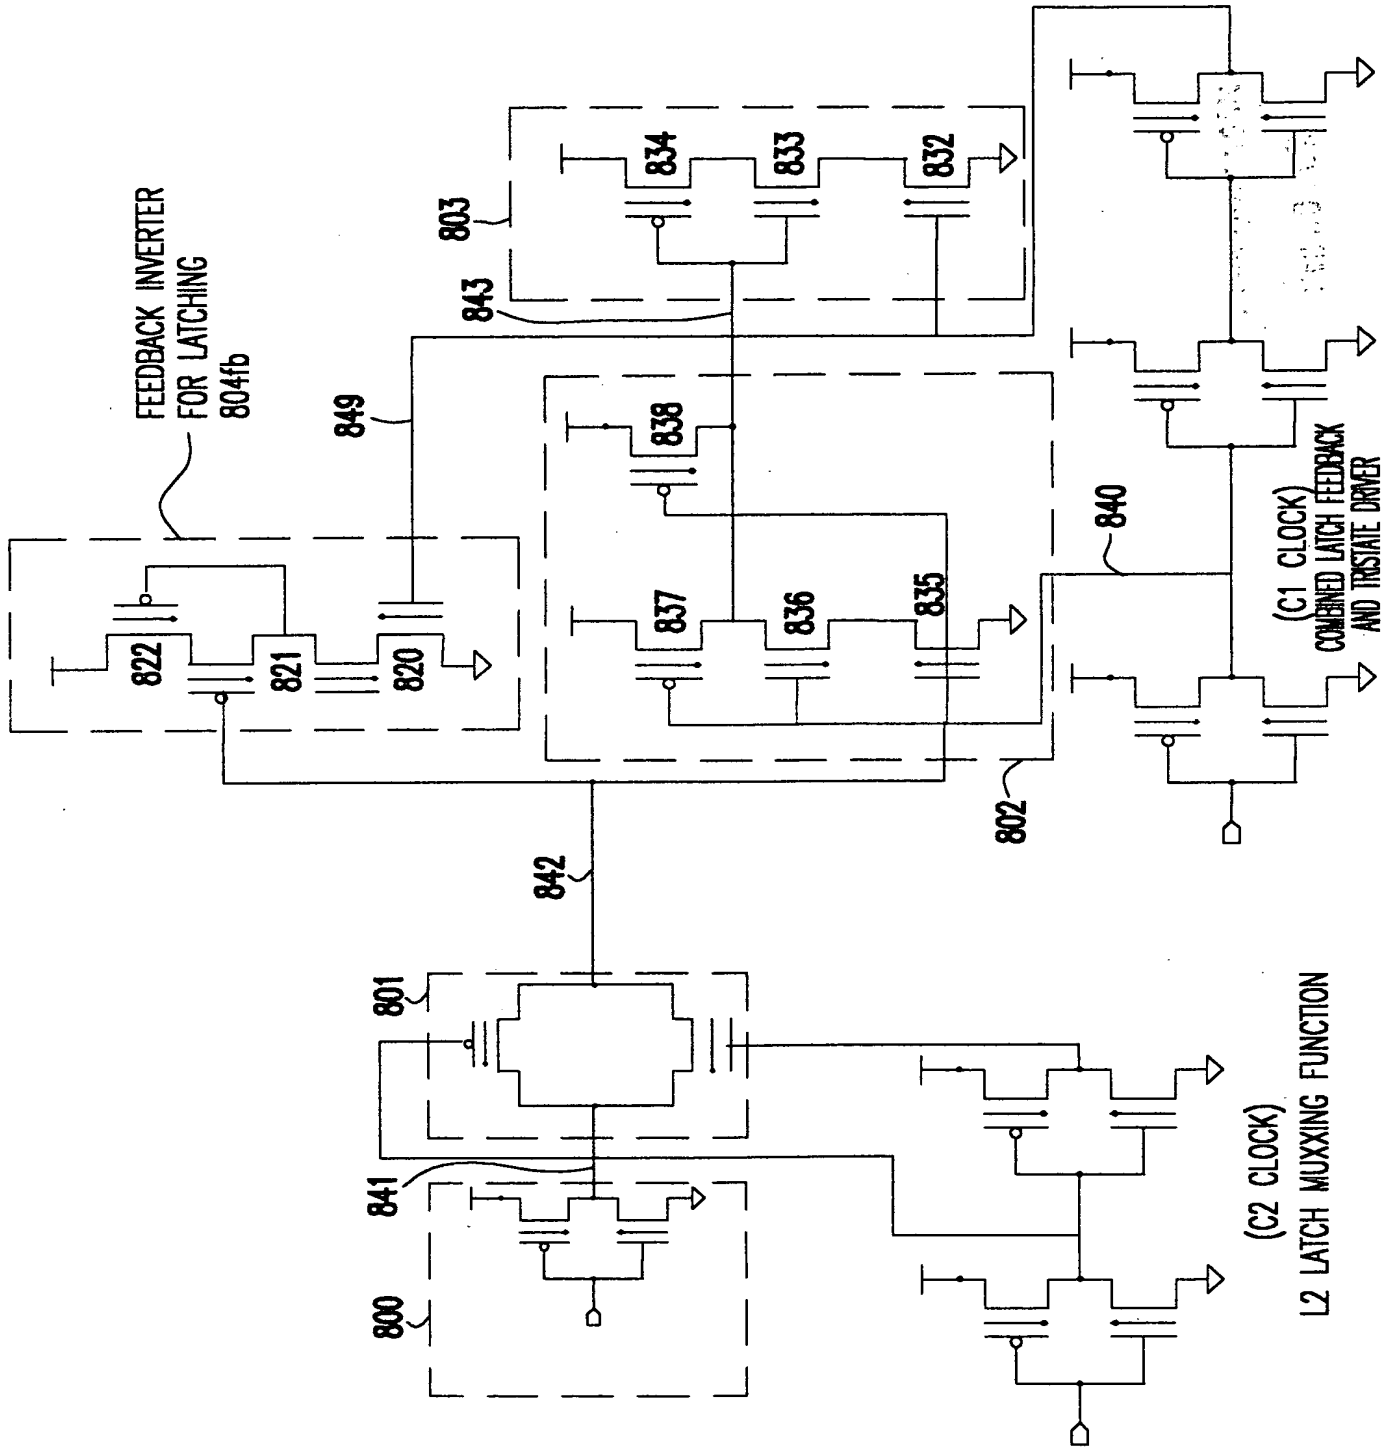 FEEDBACK INVERTER
FOR LATCHING
804fb
822
821
820
849
803
843
834
833
832
838
837
836
835
802
840
842
801
841
800
(C1 CLOCK)
COMBINED LATCH FEEDBACK
AND TRISTATE DRIVER
(C2 CLOCK)
L2 LATCH MUXXING FUNCTION